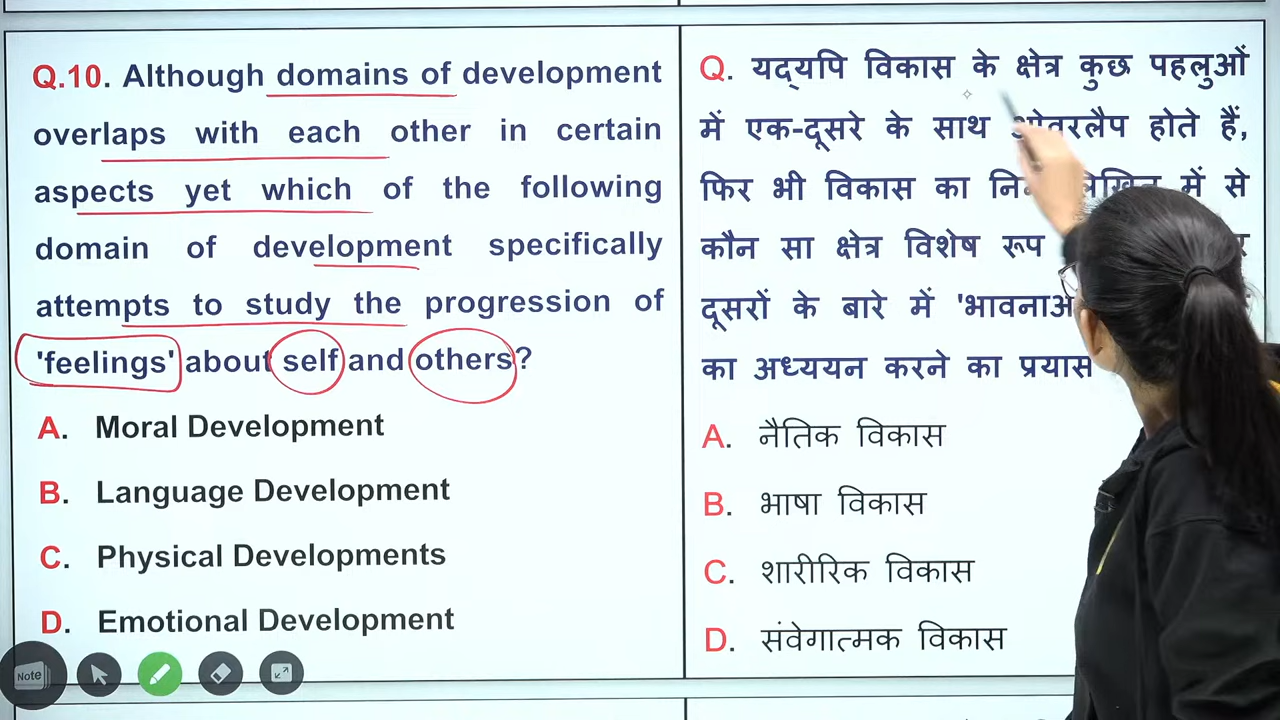 Q.10. Although domains of development
overlaps with each other in certain
aspects yet which of the following
domain of development specifically
attempts to study the progression of
'feelings' about self and others?
A. Moral Development
B. Language Development
C. Physical Developments
D. Emotional Development
Q. यद्यपि विकास के क्षेत्र कुछ पहलुओं
में एक-दूसरे के साथ ओवरलैप होते हैं,
फिर भी विकास का में से
कौन सा क्षेत्र विशेष रूप
दूसरों के बारे में
का अध्ययन करने का प्रयास
A. नैतिक विकास
B. भाषा विकास
C. शारीरिक विकास
D. संवेगात्मक विकास
Note